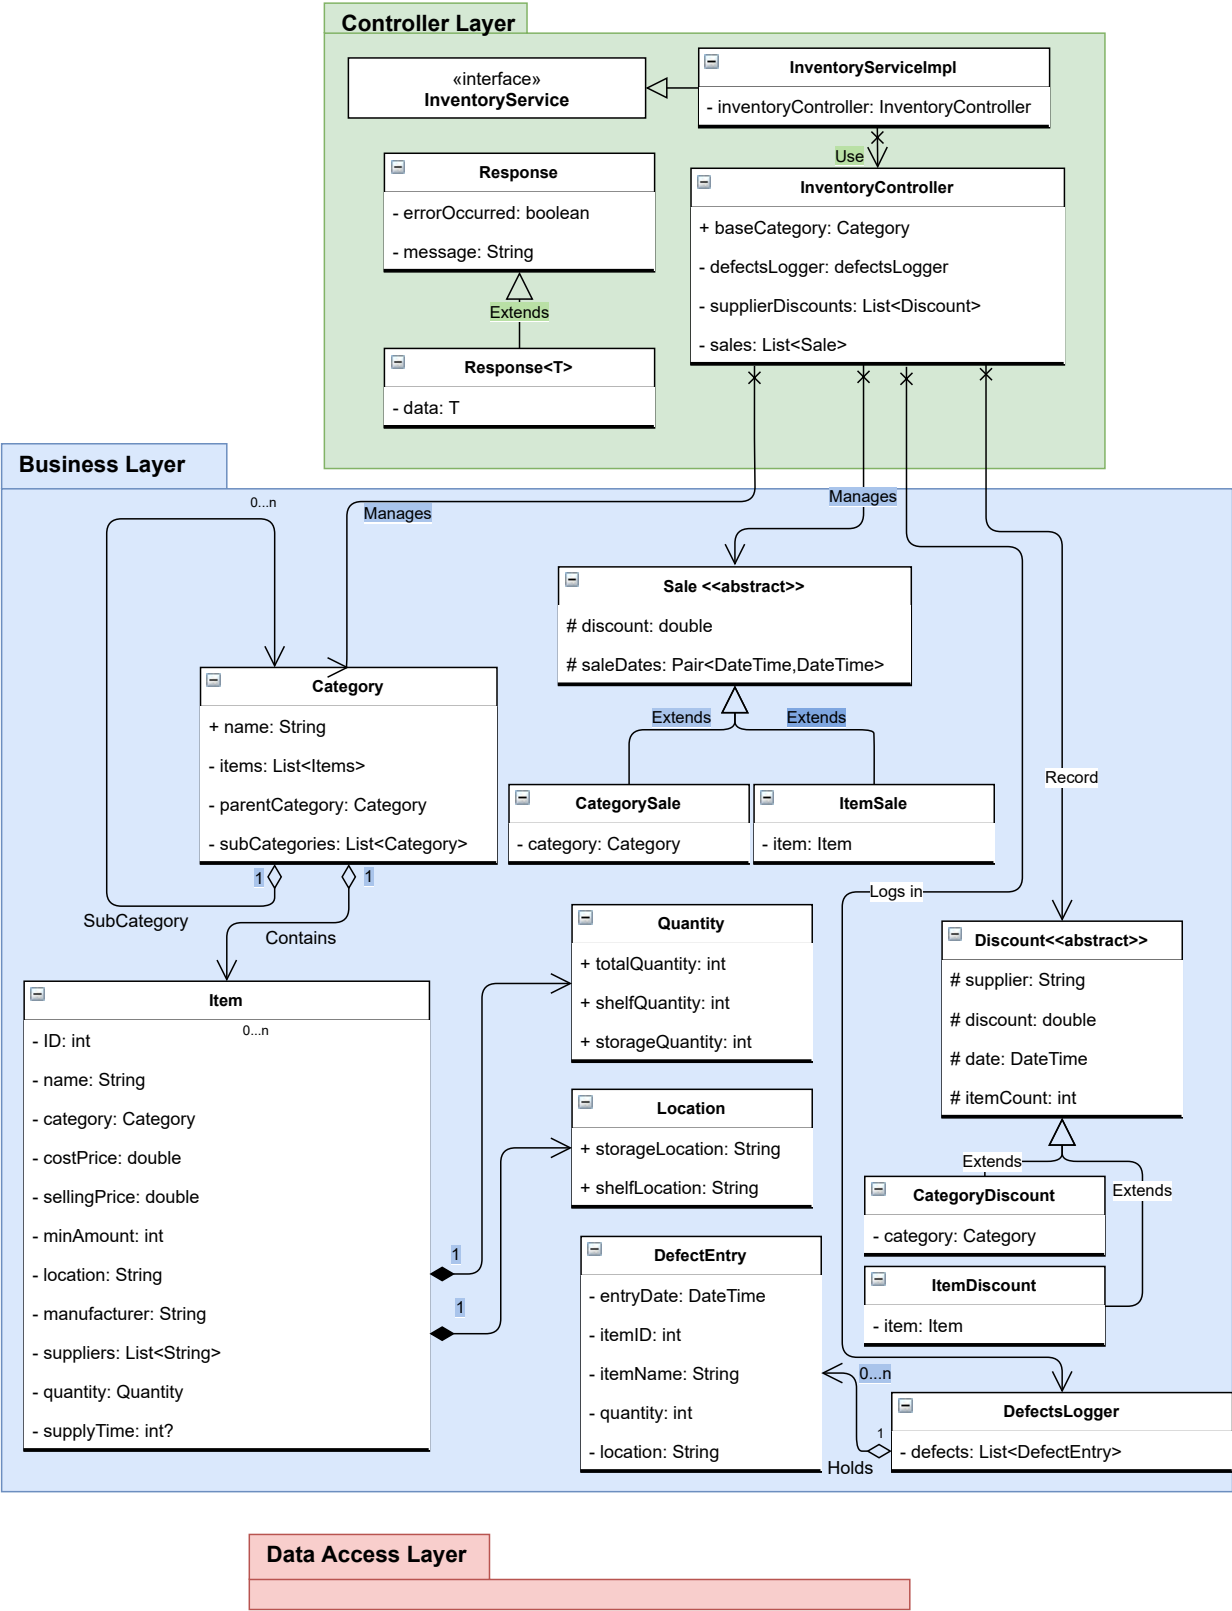 Controller Layer
«interface»
InventoryService
InventoryServiceImpl
- inventoryController: InventoryController
Use
Response
- errorOccurred: boolean
- message: String
Extends
Response<T>
- data: T
InventoryController
+ baseCategory: Category
- defectsLogger: defectsLogger
- supplierDiscounts: List<Discount>
- sales: List<Sale>
Business Layer
0...n
Manages
Manages
Sale <<abstract>>
# discount: double
# saleDates: Pair<DateTime,DateTime>
Extends
Extends
Category
+ name: String
- items: List<Items>
- parentCategory: Category
- subCategories: List<Category>
1
1
SubCategory
Contains
CategorySale
- category: Category
ItemSale
- item: Item
Record
Logs in
Item
0...n
- ID: int
- name: String
- category: Category
- costPrice: double
- sellingPrice: double
- minAmount: int
- location: String
- manufacturer: String
- suppliers: List<String>
- quantity: Quantity
- supplyTime: int?
1
1
Quantity
+ totalQuantity: int
+ shelfQuantity: int
+ storageQuantity: int
Location
+ storageLocation: String
+ shelfLocation: String
DefectEntry
- entryDate: DateTime
- itemID: int
- itemName: String
- quantity: int
- location: String
Discount<<abstract>>
# supplier: String
# discount: double
# date: DateTime
# itemCount: int
Extends
Extends
CategoryDiscount
- category: Category
ItemDiscount
- item: Item
0...n
1
Holds
DefectsLogger
- defects: List<DefectEntry>
Data Access Layer